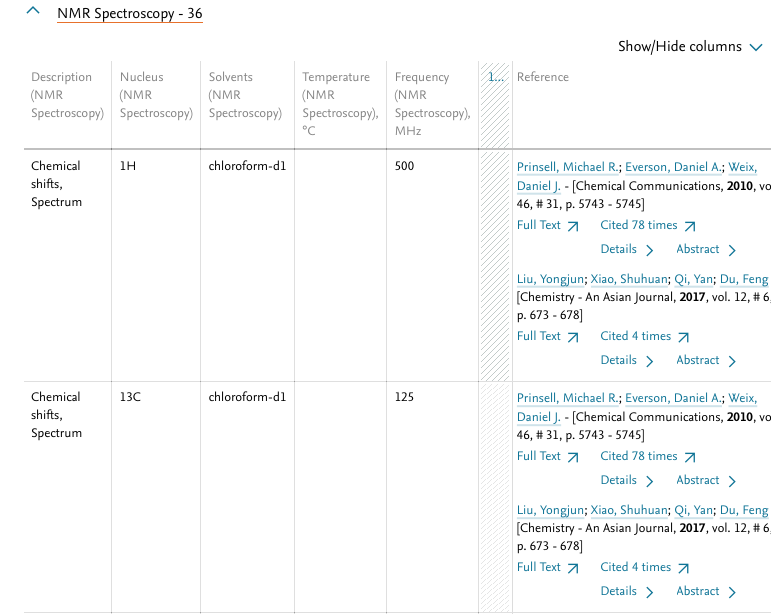 NMR Spectroscopy - 36
Show/Hide columns
Description
(NMR
Spectroscopy)
Nucleus
(NMR
Spectroscopy)
Solvents
(NMR
Spectroscopy)
Temperature
(NMR
Spectroscopy),
°C
Frequency
(NMR
Spectroscopy),
MHz
1...
Reference
Chemical
shifts,
Spectrum
1H
chloroform-d1
500
Prinsell, Michael R.; Everson, Daniel A.; Weix,
Daniel J. - [Chemical Communications, 2010, vo
46, # 31, p. 5743 - 5745]
Full Text
Cited 78 times
Details
Abstract
Liu, Yongjun; Xiao, Shuhuan; Qi, Yan; Du, Feng
[Chemistry - An Asian Journal, 2017, vol. 12, # 6,
p. 673 - 678]
Full Text
Cited 4 times
Details
Abstract
Chemical
shifts,
Spectrum
13C
chloroform-d1
125
Prinsell, Michael R.; Everson, Daniel A.; Weix,
Daniel J. - [Chemical Communications, 2010, vo
46, # 31, p. 5743 - 5745]
Full Text
Cited 78 times
Details
Abstract
Liu, Yongjun; Xiao, Shuhuan; Qi, Yan; Du, Feng
[Chemistry - An Asian Journal, 2017, vol. 12, # 6,
p. 673 - 678]
Full Text
Cited 4 times
Details
Abstract